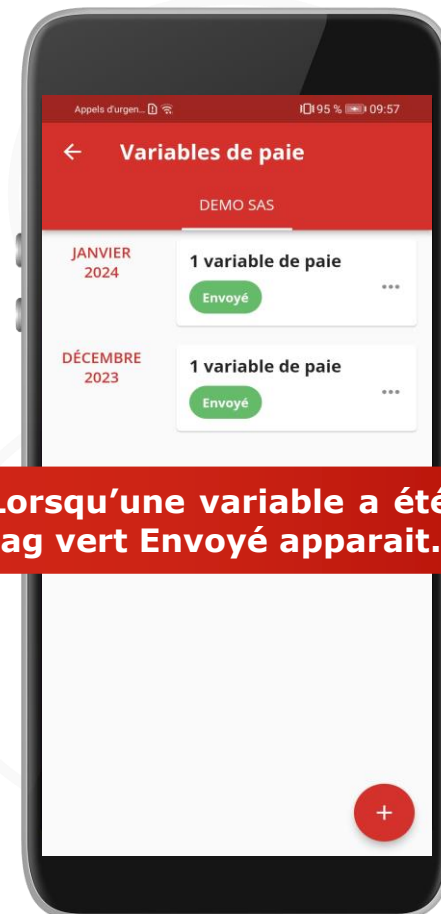 Appels d'urgen... 95 % 09:57
Variables de paie
DEMO SAS
JANVIER
2024
1 variable de paie
Envoyé
DÉCEMBRE
2023
1 variable de paie
Envoyé
Lorsqu'une variable a été
ag vert Envoyé apparait.